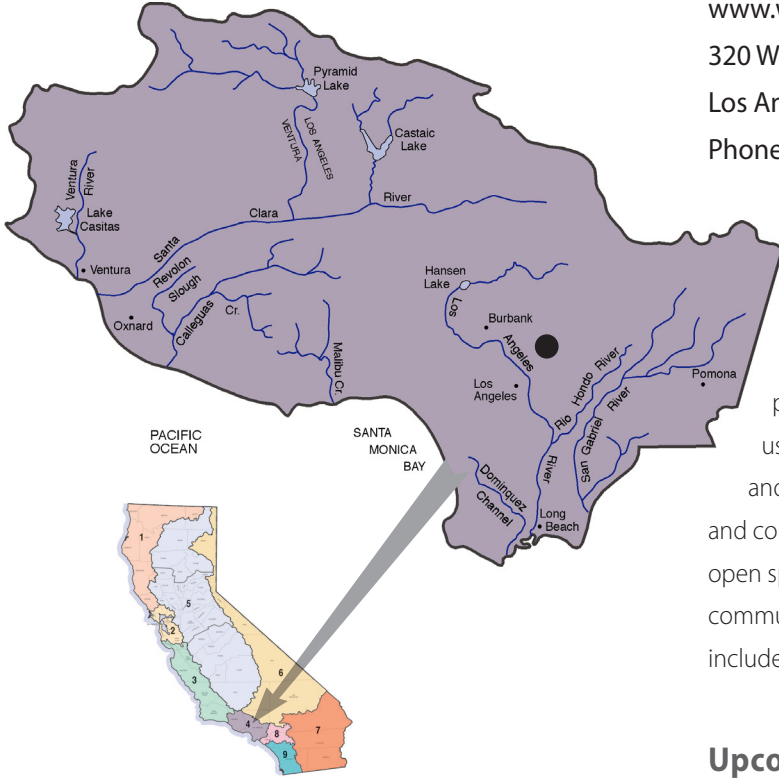 Pyramid
Lake
VENTURA
LOS ANGELES
Castaic
Lake
Ventura
River
Lake
Casitas
Santa
Clara
River
Ventura
Revolon
Slough
Oxnard
Calleguas
Cr.
Malibu Cr.
Hansen
Lake
Los
Angeles
River
Burbank
Los
Angeles
Rio
Hondo
River
San Gabriel
River
Pomona
PACIFIC
OCEAN
SANTA
MONICA
BAY
Dominquez
Channel
Long
Beach
1
2
3
4
5
6
7
8
9
www.
320 W
Los An
Phone
p
us
and
and co
open sp
commu
include
Upco